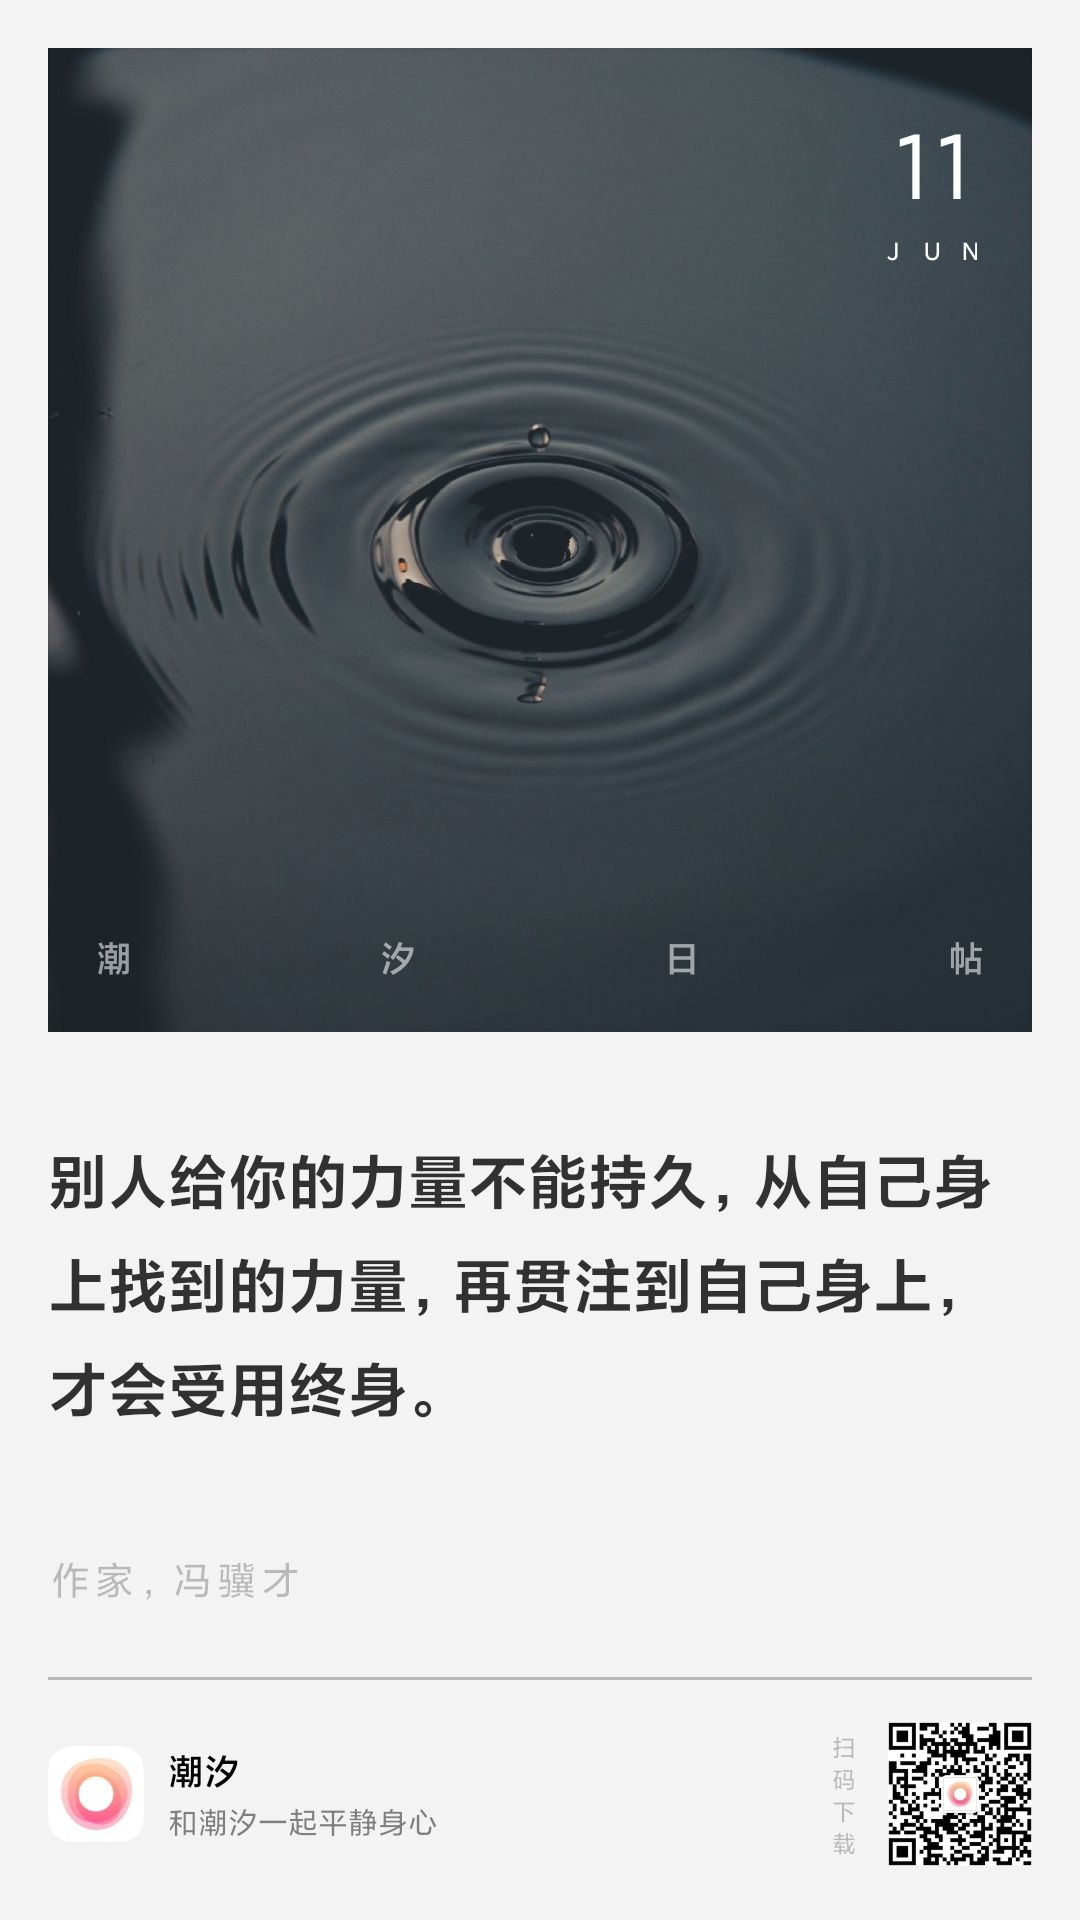 11
JUN
潮汐日帖
别人给你的力量不能持久，从自己身
上找到的力量，再贯注到自己身上，
才会受用终身。
作家，冯骥才
潮汐
和潮汐一起平静身心
扫码下载